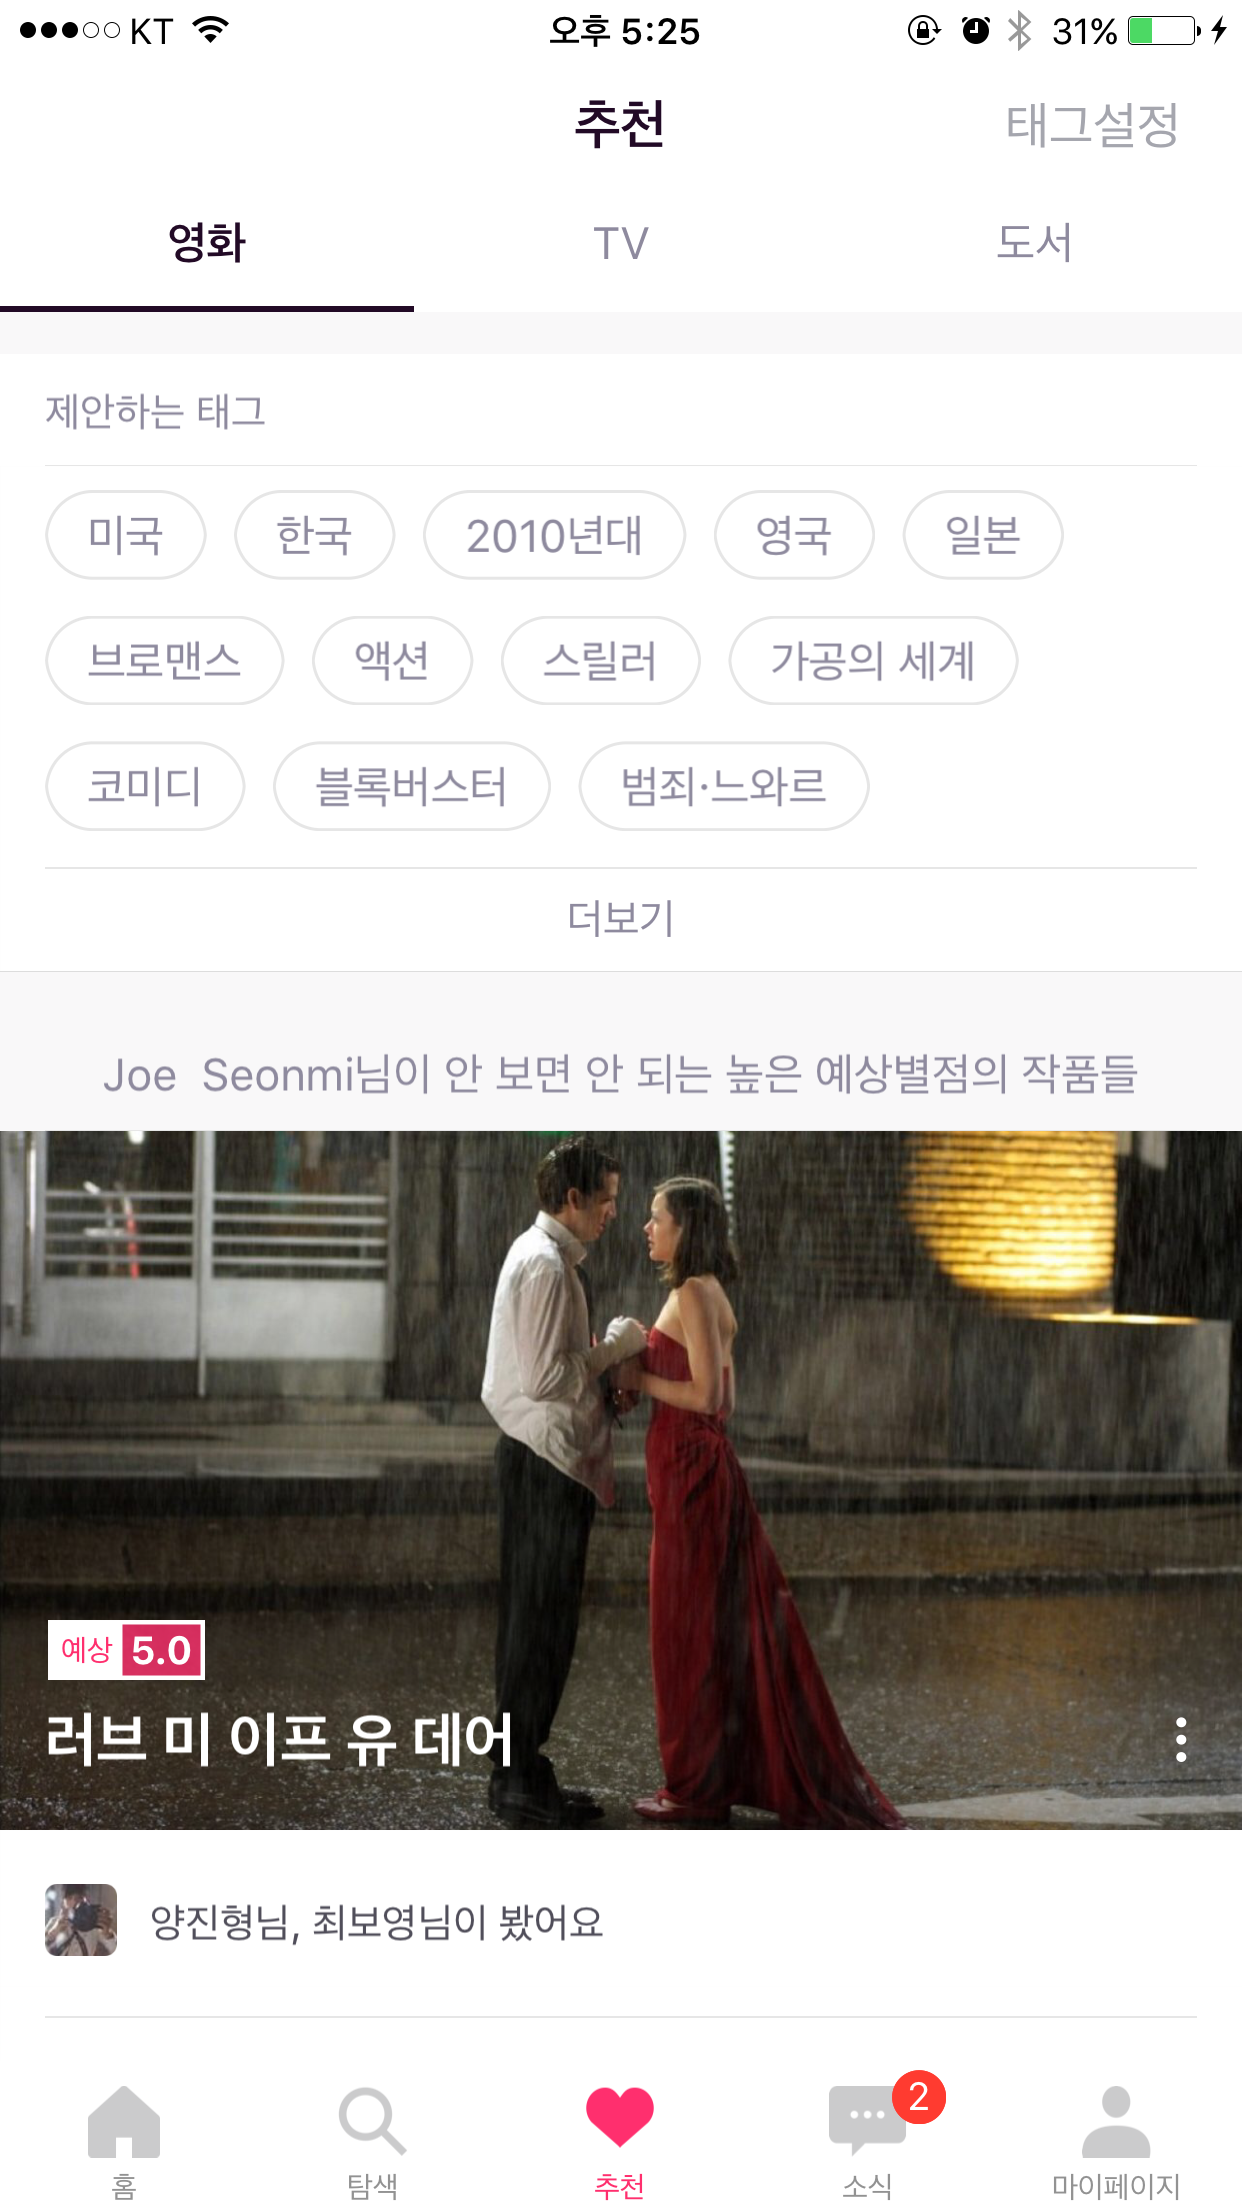 KT 오후 5:25 31%
추천 태그설정
영화 TV 도서
제안하는 태그
미국 한국 2010년대 영국 일본
브로맨스 액션 스릴러 가공의 세계
코미디 블록버스터 범죄·느와르
더보기
Joe  Seonmi님이 안 보면 안 되는 높은 예상별점의 작품들
예상 5.0
러브 미 이프 유 데어
양진형님, 최보영님이 봤어요
2
홈 탐색 추천 소식 마이페이지